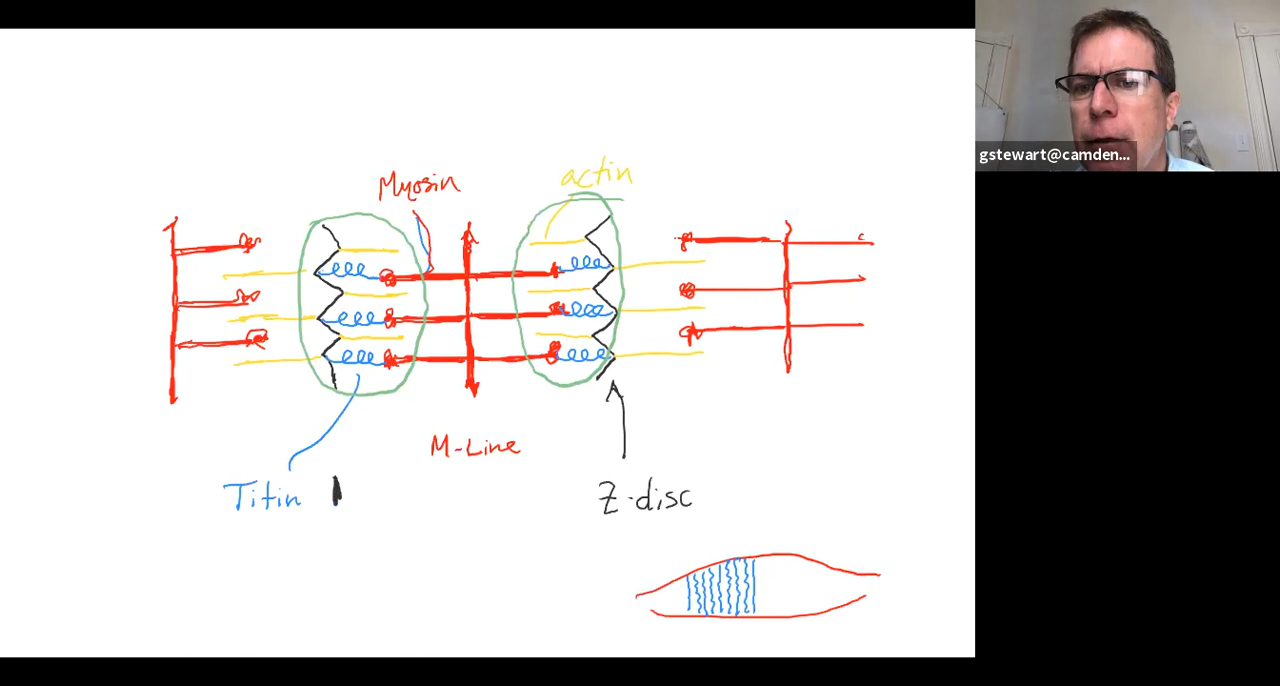 gstewart@camden...
actin
Myosin
M-Line
Titin
Z-disc